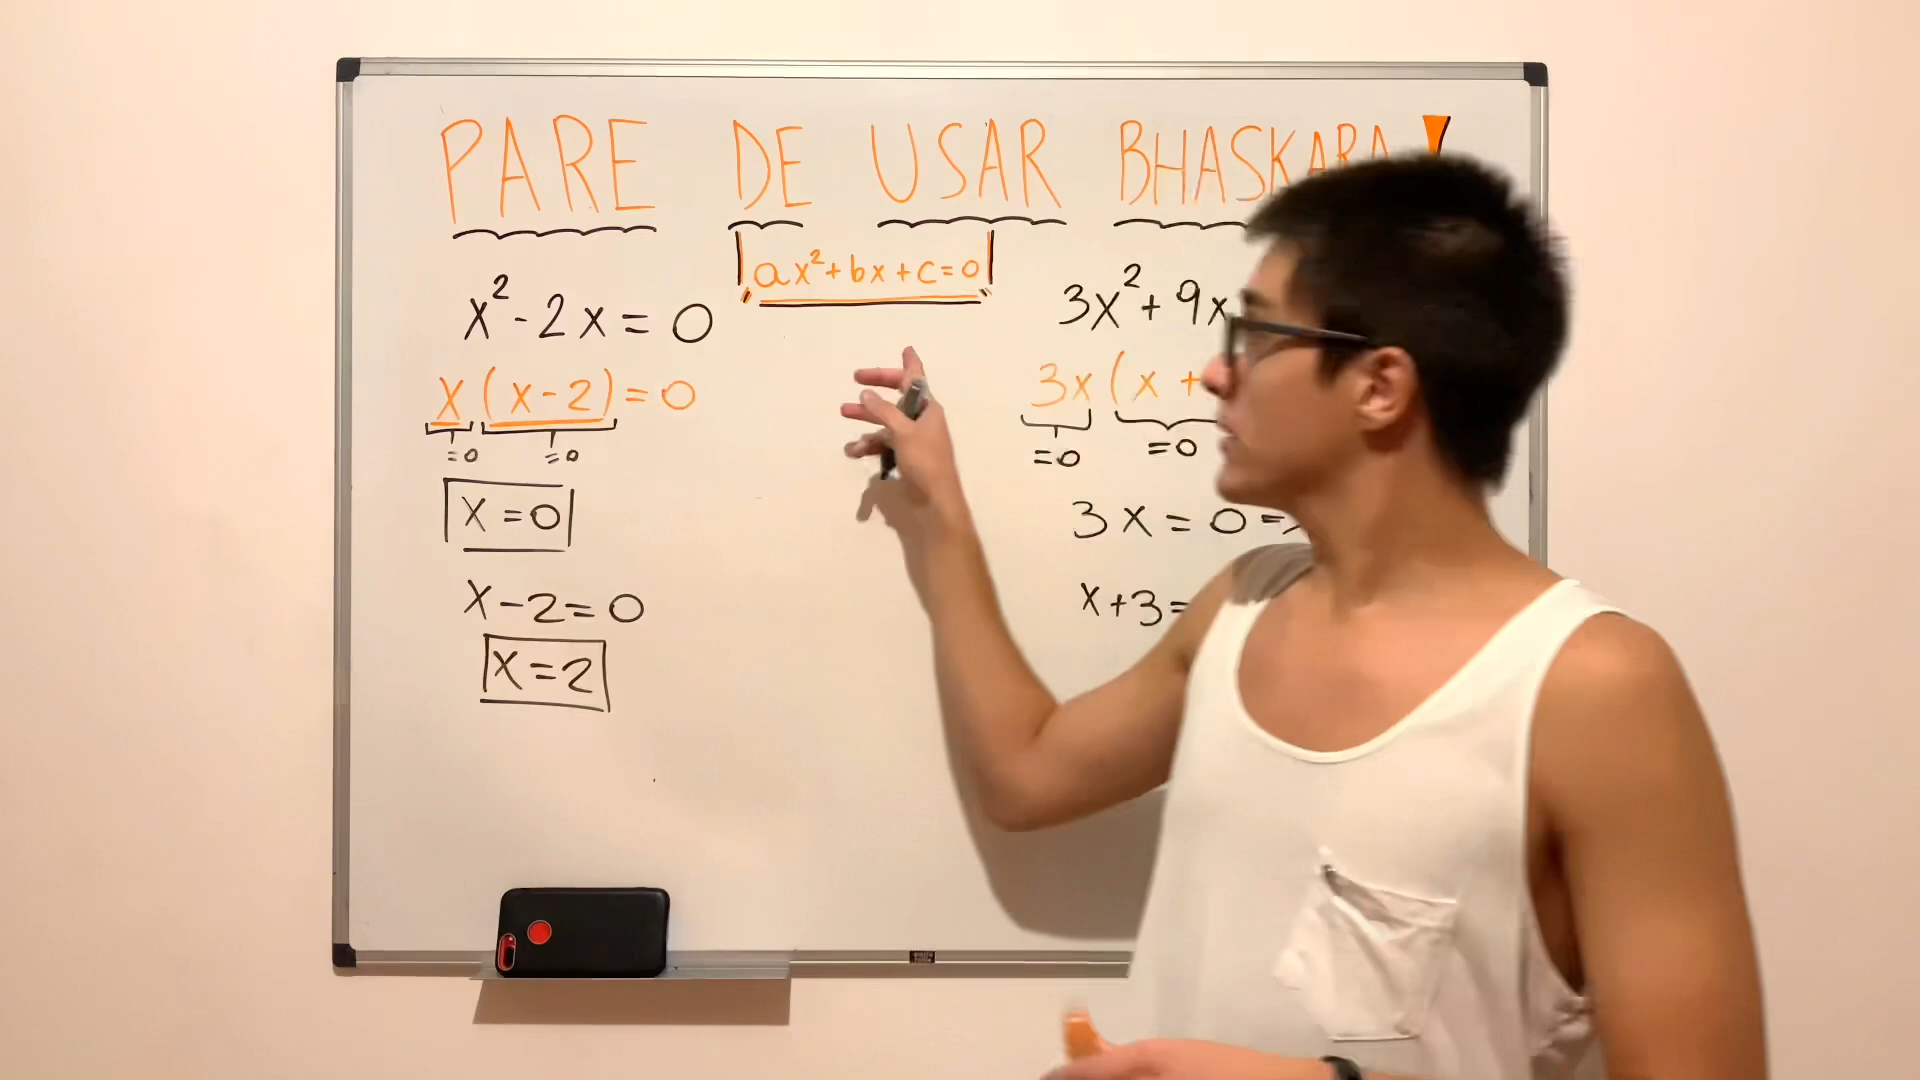 PARE DE USAR BHASKARA!
ax²+bx+c=0
x²-2x=0
x(x-2)=0
=0 =0
x=0
x-2=0
x=2
3x²+9x
3x(x+
=0 =0
3x=0=>
x+3=